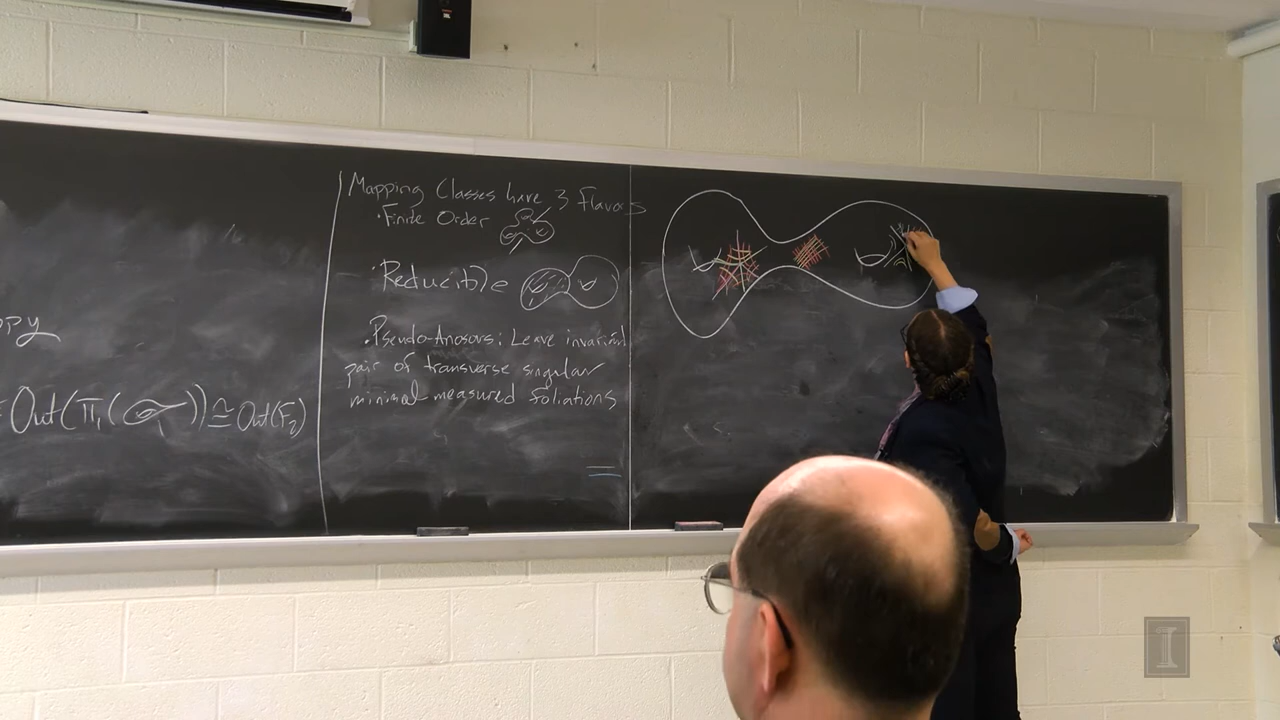 ppy
Out(π₁( )) ≅ Out(F₂)
Mapping Classes have 3 Flavors
• Finite Order
• Reducible
• Pseudo-Anosovs: Leave invariant
pair of transverse singular
minimal measured foliations
I